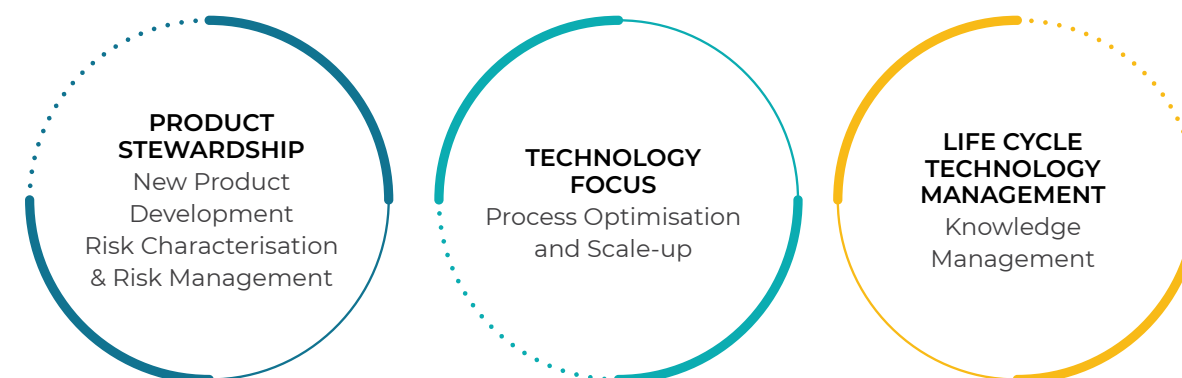 PRODUCT
STEWARDSHIP
New Product
Development
Risk Characterisation
& Risk Management
TECHNOLOGY
FOCUS
Process Optimisation
and Scale-up
LIFE CYCLE
TECHNOLOGY
MANAGEMENT
Knowledge
Management